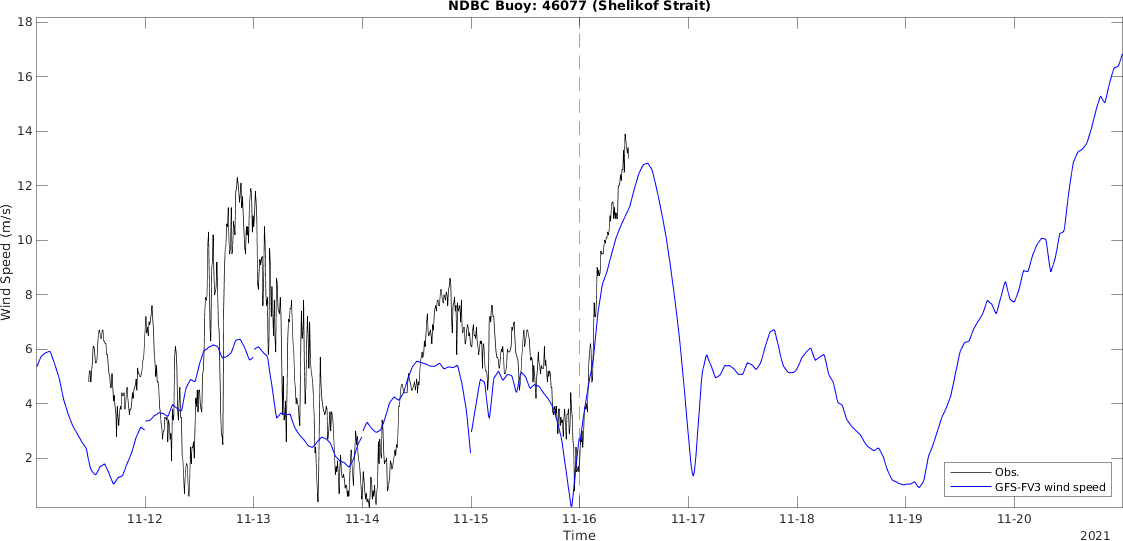 NDBC Buoy: 46077 (Shelikof Strait)
18
16
14
12
10
8
6
4
2
Wind Speed (m/s)
Obs.
GFS-FV3 wind speed
11-12 11-13 11-14 11-15 11-16 11-17 11-18 11-19 11-20
Time
2021